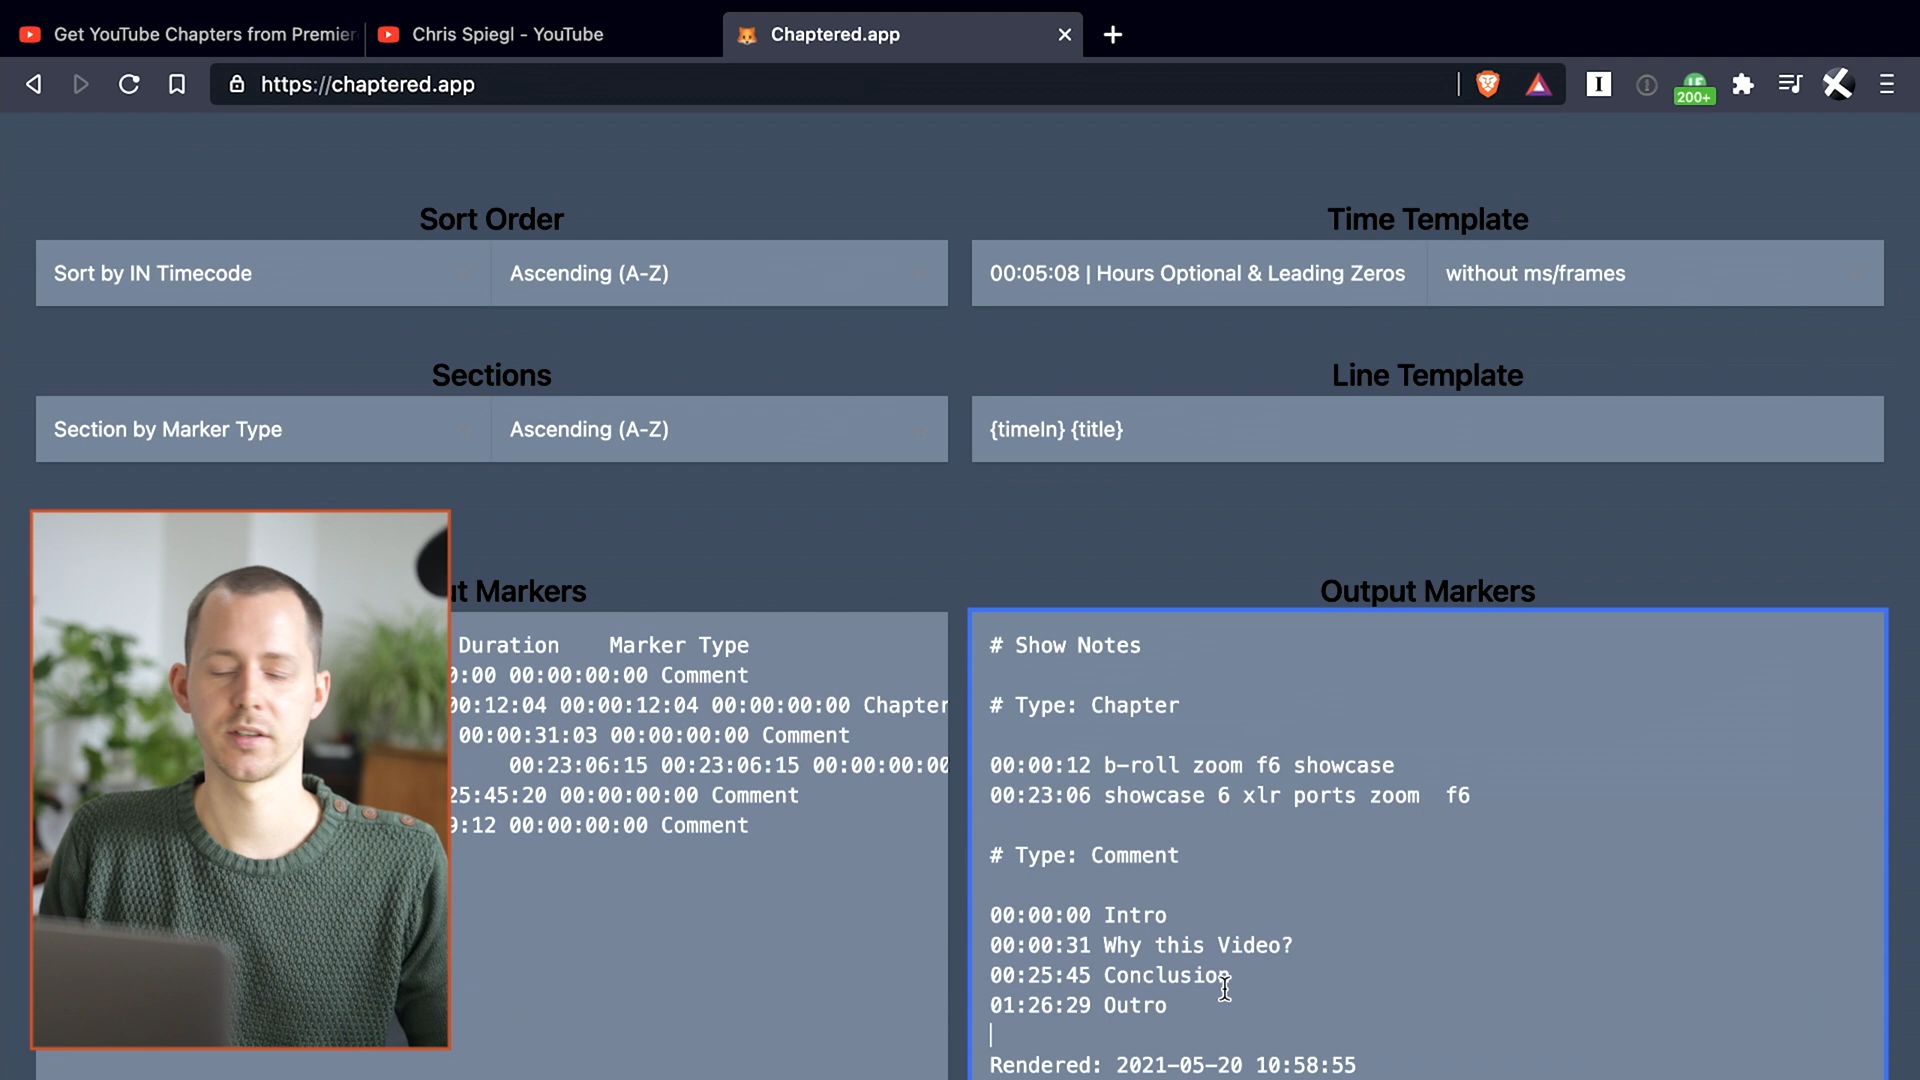 Get YouTube Chapters from Premier
Chris Spiegl - YouTube
Chaptered.app
https://chaptered.app
200+
Sort Order
Time Template
Sort by IN Timecode
Ascending (A-Z)
00:05:08 | Hours Optional & Leading Zeros
without ms/frames
Sections
Line Template
Section by Marker Type
Ascending (A-Z)
{timeIn} {title}
ut Markers
Duration Marker Type
0:00 00:00:00:00 Comment
00:12:04 00:00:12:04 00:00:00:00 Chapter
00:00:31:03 00:00:00:00 Comment
00:23:06:15 00:23:06:15 00:00:00:00
25:45:20 00:00:00:00 Comment
9:12 00:00:00:00 Comment
Output Markers
# Show Notes
# Type: Chapter
00:00:12 b-roll zoom f6 showcase
00:23:06 showcase 6 xlr ports zoom  f6
# Type: Comment
00:00:00 Intro
00:00:31 Why this Video?
00:25:45 Conclusion
01:26:29 Outro
Rendered: 2021-05-20 10:58:55